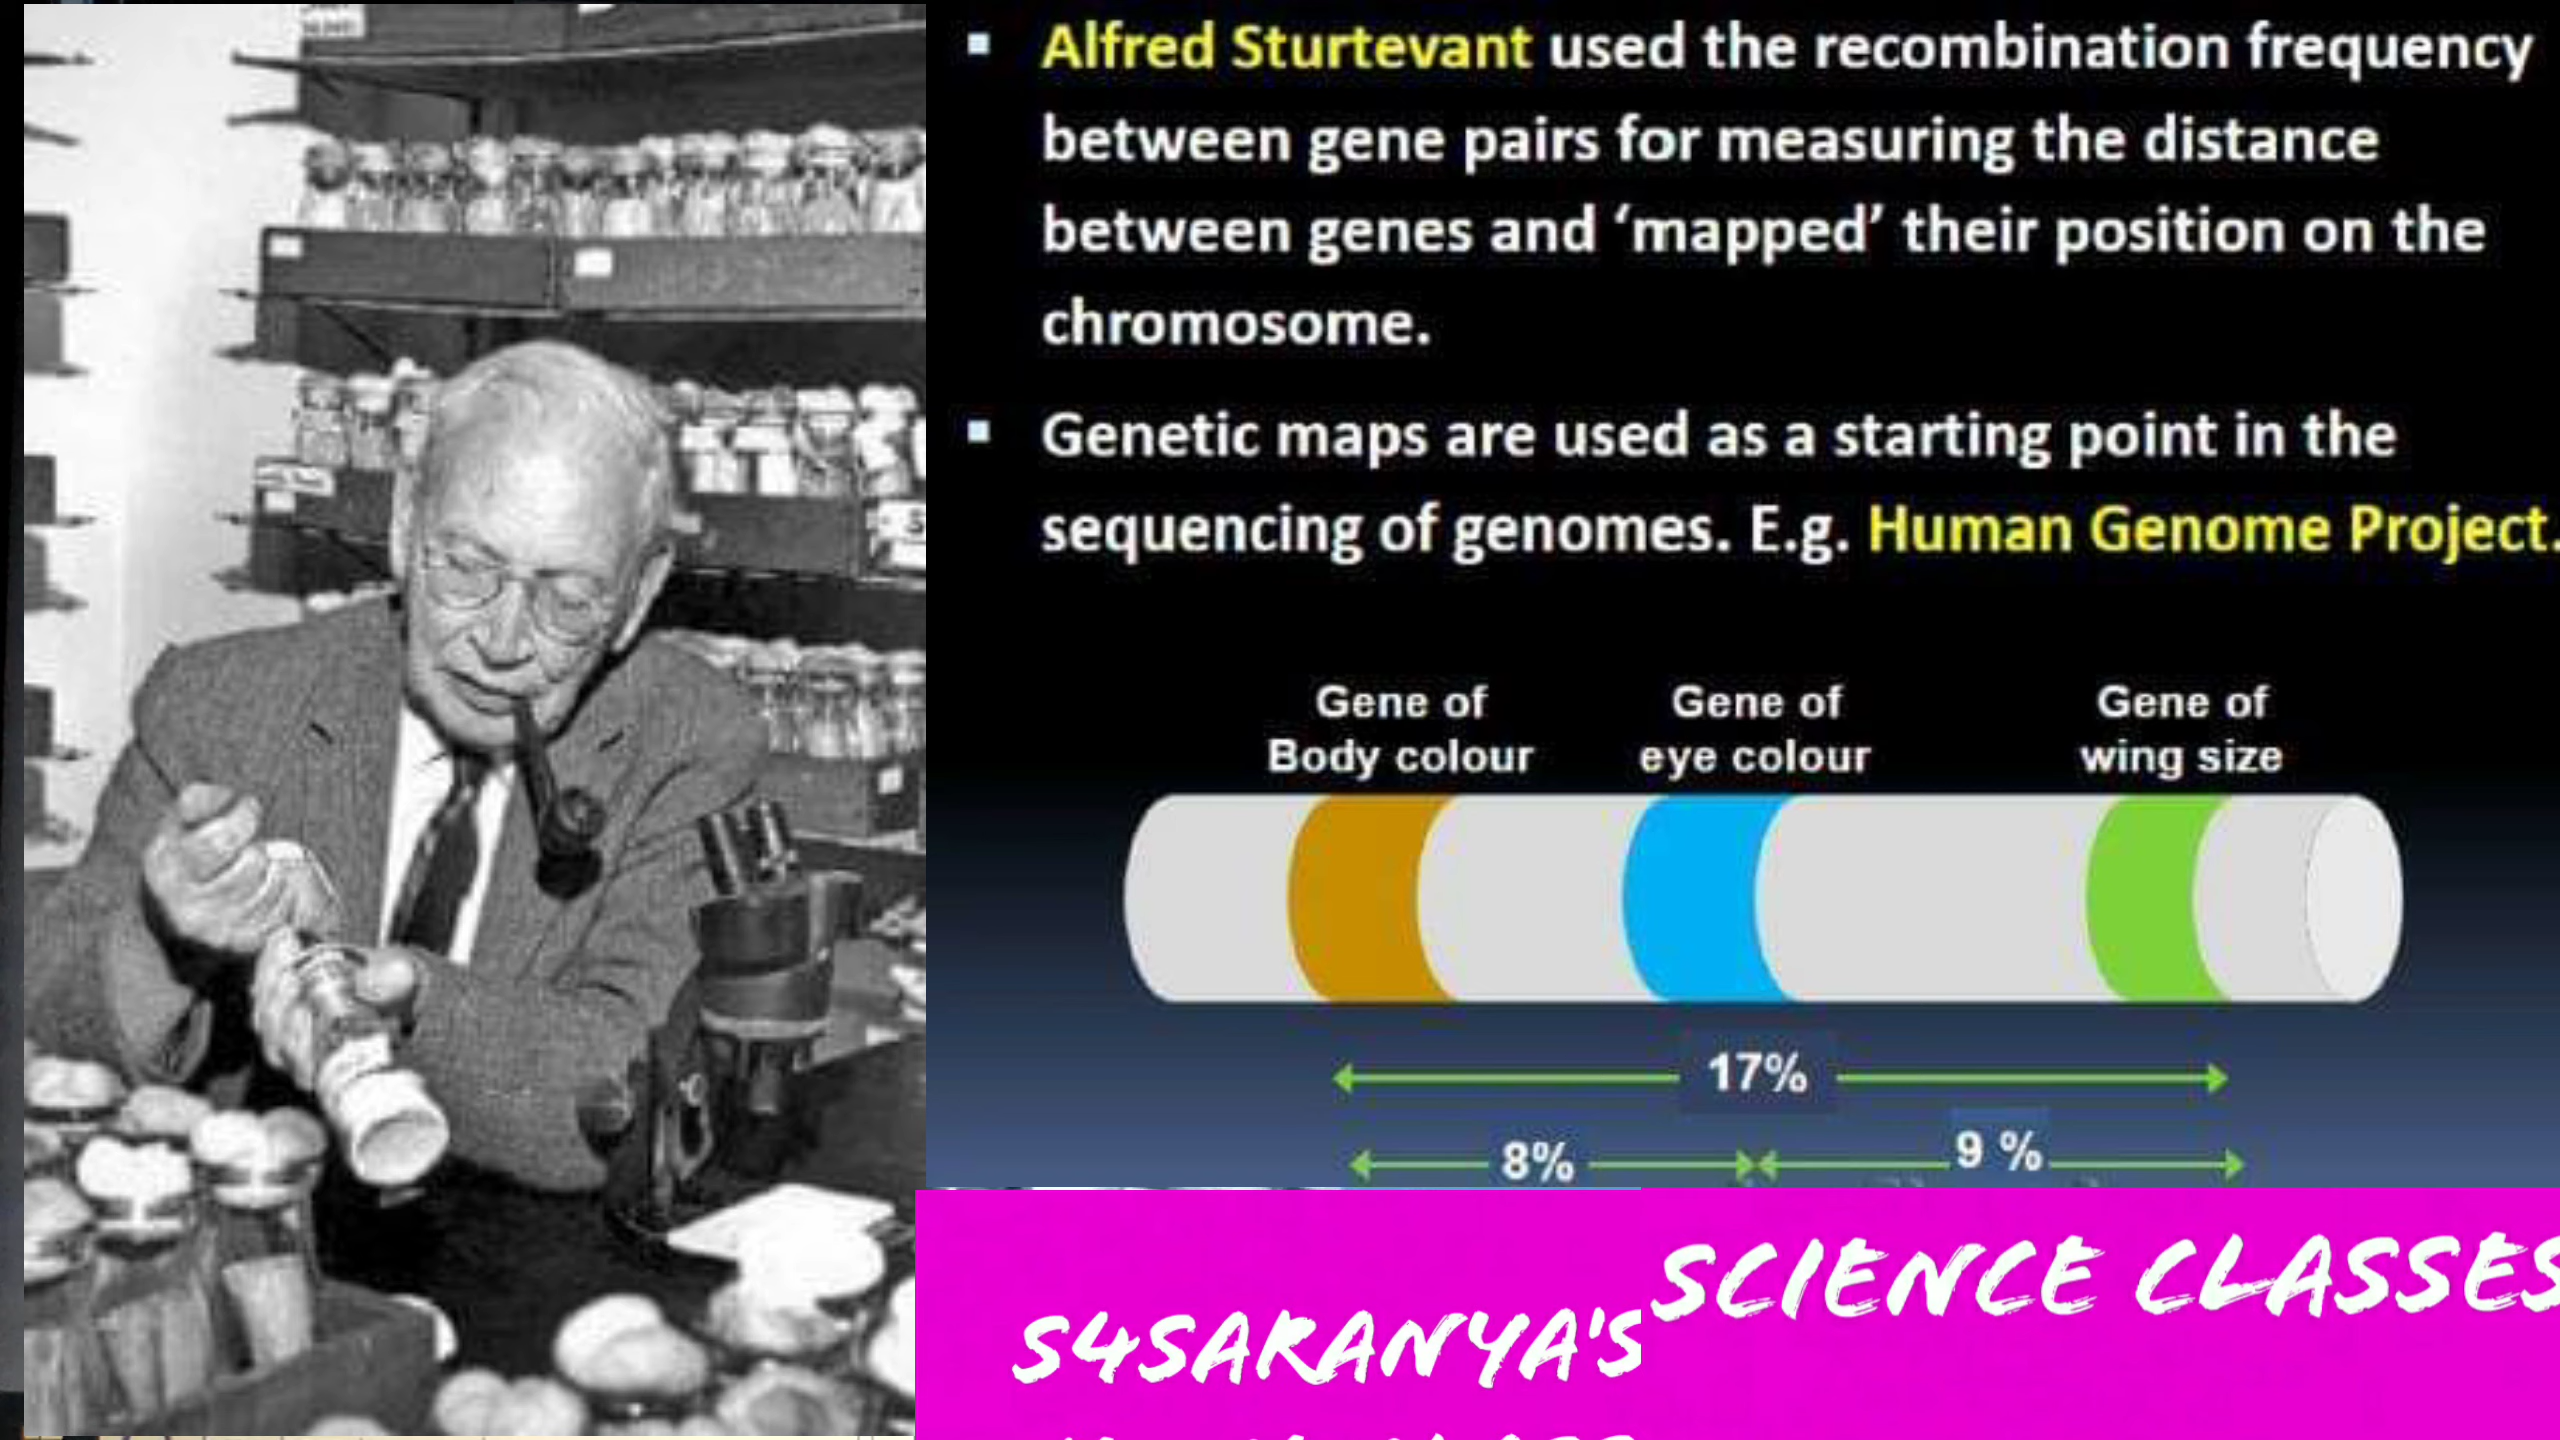 ▪ Alfred Sturtevant used the recombination frequency
between gene pairs for measuring the distance
between genes and ‘mapped’ their position on the
chromosome.
▪ Genetic maps are used as a starting point in the
sequencing of genomes. E.g. Human Genome Project.
Gene of
Body colour
Gene of
eye colour
Gene of
wing size
17%
8%
9 %
SCIENCE CLASSES
S4SARANYA'S